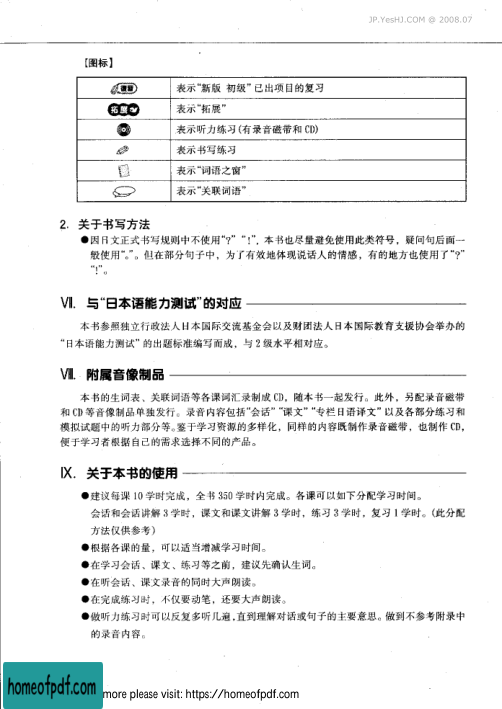 JP.YesHJ.COM @ 2008.07
【图标】
复习 表示“新版 初级”已出项目的复习
拓展 表示“拓展”
表示听力练习(有录音磁带和 CD)
表示书写练习
表示“词语之窗”
表示“关联词语”
2. 关于书写方法
●因日文正式书写规则中不使用“?”“!”，本书也尽量避免使用此类符号，疑问句后面一
般使用“。”。但在部分句子中，为了有效地体现说话人的情感，有的地方也使用了“?”
“!”。
Ⅶ. 与“日本语能力测试”的对应
本书参照独立行政法人日本国际交流基金会以及财团法人日本国际教育支援协会举办的
“日本语能力测试”的出题标准编写而成，与 2 级水平相对应。
Ⅷ. 附属音像制品
本书的生词表、关联词语等各课词汇录制成 CD，随本书一起发行。此外，另配录音磁带
和 CD 等音像制品单独发行。录音内容包括“会话”“课文”“专栏日语译文”以及各部分练习和
模拟试题中的听力部分等。鉴于学习资源的多样化，同样的内容既制作录音磁带，也制作 CD，
便于学习者根据自己的需求选择不同的产品。
Ⅸ. 关于本书的使用
●建议每课 10 学时完成，全书 350 学时内完成。各课可以如下分配学习时间。
会话和会话讲解 3 学时，课文和课文讲解 3 学时，练习 3 学时，复习 1 学时。(此分配
方法仅供参考)
●根据各课的量，可以适当增减学习时间。
●在学习会话、课文、练习等之前，建议先确认生词。
●在听会话、课文录音的同时大声朗读。
●在完成练习时，不仅要动笔，还要大声朗读。
●做听力练习时可以反复多听几遍，直到理解对话或句子的主要意思。做到不参考附录中
的录音内容。
homeofpdf.com
more please visit: https://homeofpdf.com